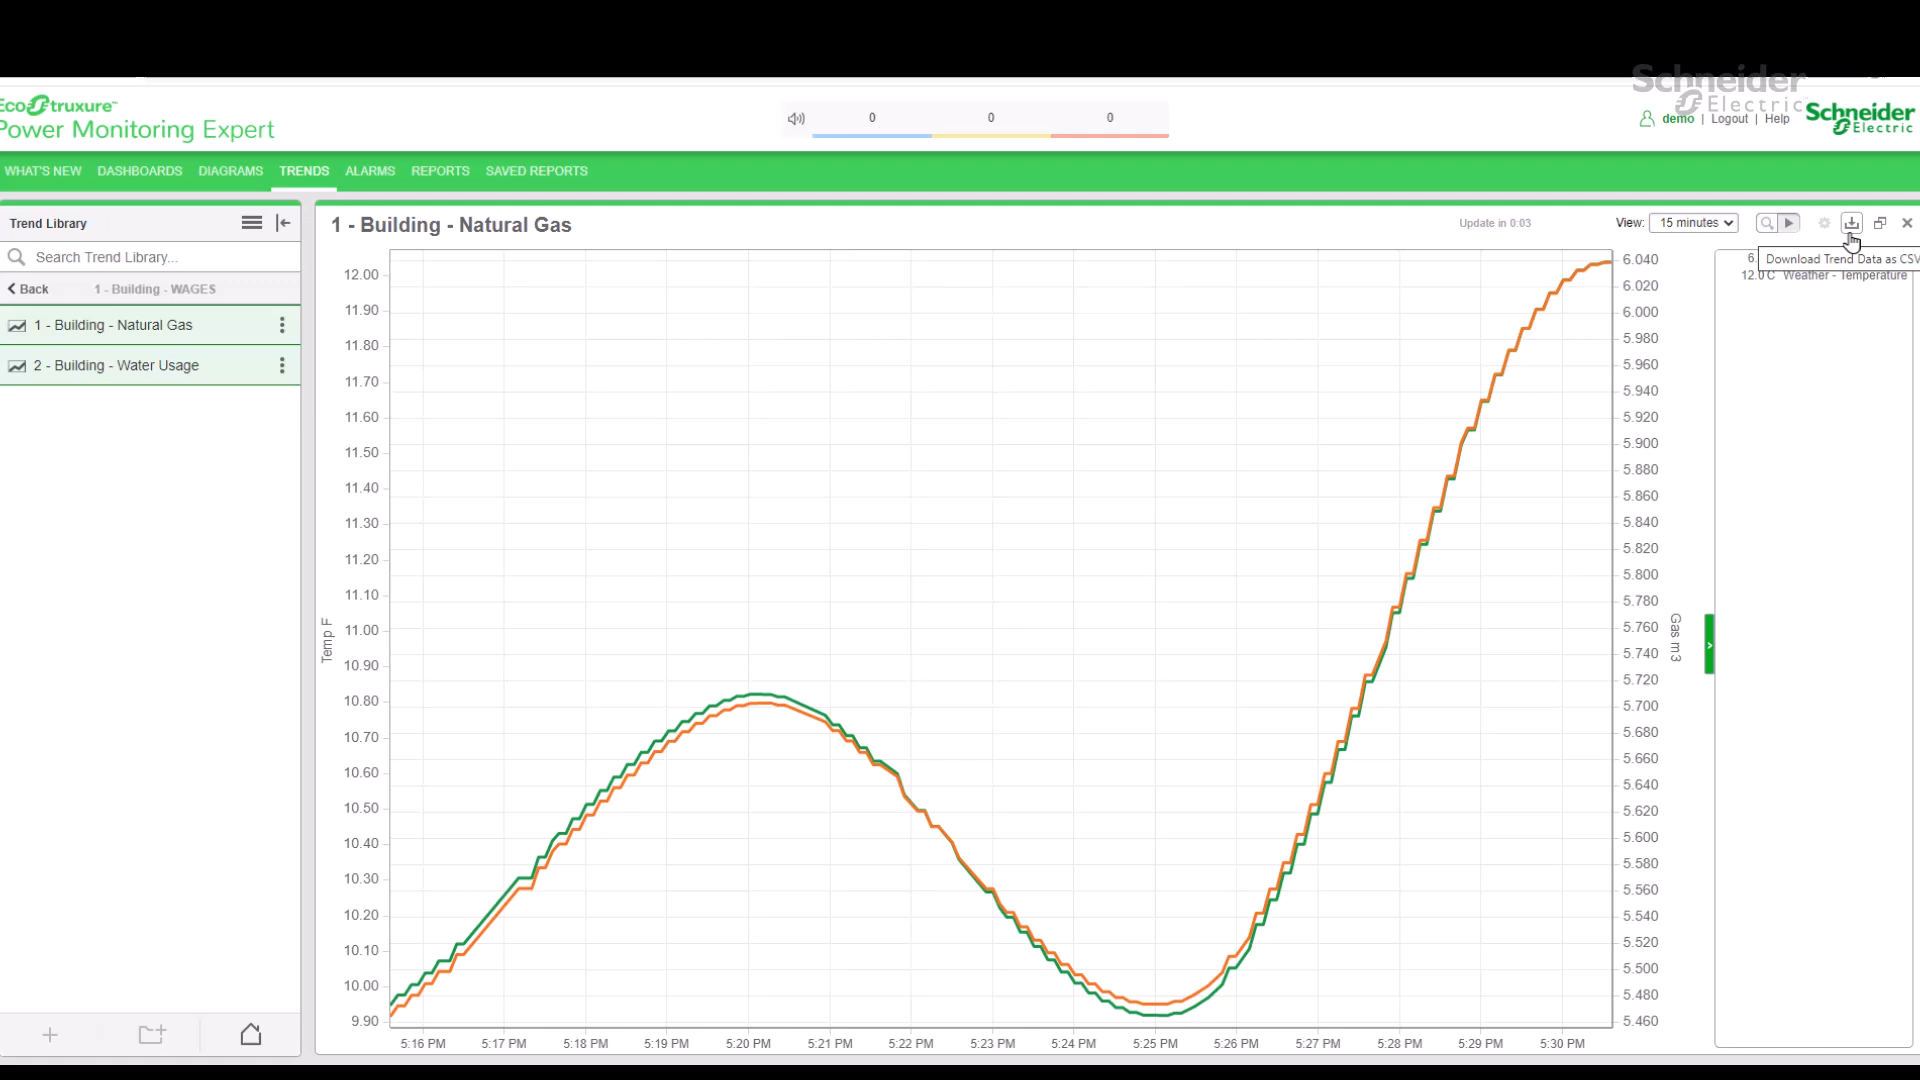 Schneider
Electric
EcoStruxure™
Power Monitoring Expert
0
0
0
demo | Logout | Help
Schneider
Electric
WHAT'S NEW DASHBOARDS DIAGRAMS TRENDS ALARMS REPORTS SAVED REPORTS
Trend Library
Search Trend Library...
Back
1 - Building - WAGES
1 - Building - Natural Gas
2 - Building - Water Usage
1 - Building - Natural Gas
Update in 0:03
View: 15 minutes
Download Trend Data as CSV
6.
12.0 C Weather - Temperature
Temp F
12.00
11.90
11.80
11.70
11.60
11.50
11.40
11.30
11.20
11.10
11.00
10.90
10.80
10.70
10.60
10.50
10.40
10.30
10.20
10.10
10.00
9.90
6.040
6.020
6.000
5.980
5.960
5.940
5.920
5.900
5.880
5.860
5.840
5.820
5.800
5.780
5.760
5.740
5.720
5.700
5.680
5.660
5.640
5.620
5.600
5.580
5.560
5.540
5.520
5.500
5.480
5.460
Gas m3
5:16 PM 5:17 PM 5:18 PM 5:19 PM 5:20 PM 5:21 PM 5:22 PM 5:23 PM 5:24 PM 5:25 PM 5:26 PM 5:27 PM 5:28 PM 5:29 PM 5:30 PM